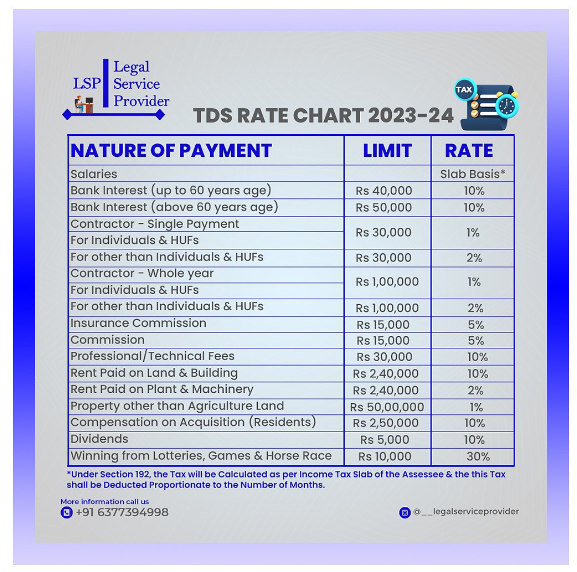 LSP
Legal
Service
Provider
TAX
TDS RATE CHART 2023-24
NATURE OF PAYMENT LIMIT RATE
Salaries Slab Basis*
Bank Interest (up to 60 years age) Rs 40,000 10%
Bank Interest (above 60 years age) Rs 50,000 10%
Contractor - Single Payment
For Individuals & HUFs Rs 30,000 1%
For other than Individuals & HUFs Rs 30,000 2%
Contractor - Whole year
For Individuals & HUFs Rs 1,00,000 1%
For other than Individuals & HUFs Rs 1,00,000 2%
Insurance Commission Rs 15,000 5%
Commission Rs 15,000 5%
Professional/Technical Fees Rs 30,000 10%
Rent Paid on Land & Building Rs 2,40,000 10%
Rent Paid on Plant & Machinery Rs 2,40,000 2%
Property other than Agriculture Land Rs 50,00,000 1%
Compensation on Acquisition (Residents) Rs 2,50,000 10%
Dividends Rs 5,000 10%
Winning from Lotteries, Games & Horse Race Rs 10,000 30%
*Under Section 192, the Tax will be Calculated as per Income Tax Slab of the Assessee & the this Tax
shall be Deducted Proportionate to the Number of Months.
More information call us
+91 6377394998
@__legalserviceprovider